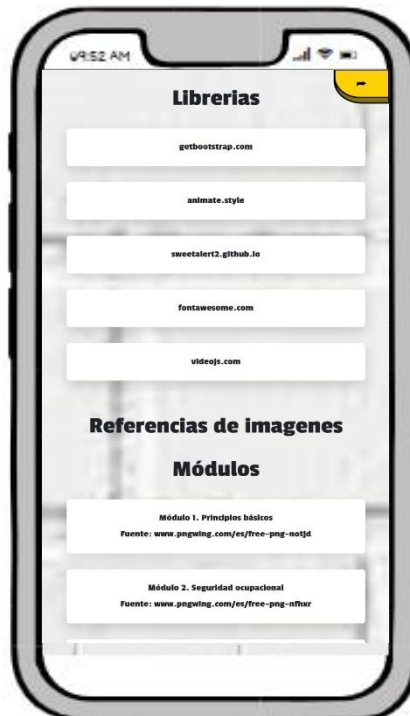 09:52 AM
Librerias
getbootstrap.com
animate.style
sweetalert2.github.io
fontawesome.com
videojs.com
Referencias de imagenes
Módulos
Módulo 1. Principios básicos
Fuente: www.pngwing.com/es/free-png-notjd
Módulo 2. Seguridad ocupacional
Fuente: www.pngwing.com/es/free-png-nfhxr